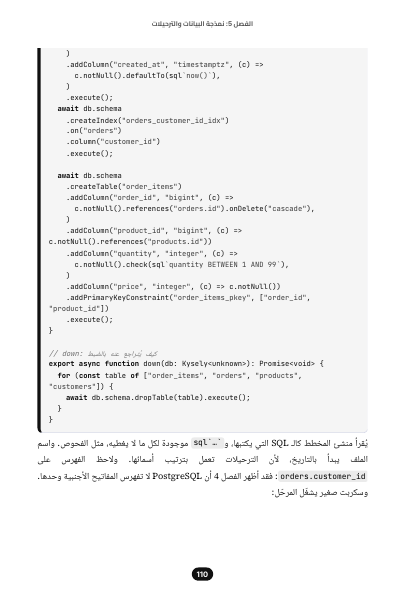 الفصل 5: نمذجة البيانات والترحيلات
)
.addColumn("created_at", "timestamptz", (c) =>
c.notNull().defaultTo(sql`now()`),
)
.execute();
await db.schema
.createIndex("orders_customer_id_idx")
.on("orders")
.column("customer_id")
.execute();
await db.schema
.createTable("order_items")
.addColumn("order_id", "bigint", (c) =>
c.notNull().references("orders.id").onDelete("cascade"),
)
.addColumn("product_id", "bigint", (c) =>
c.notNull().references("products.id"))
.addColumn("quantity", "integer", (c) =>
c.notNull().check(sql`quantity BETWEEN 1 AND 99`),
)
.addColumn("price", "integer", (c) => c.notNull())
.addPrimaryKeyConstraint("order_items_pkey", ["order_id",
"product_id"])
.execute();
}
// down: كيف يُتراجع عنه بالضبط
export async function down(db: Kysely<unknown>): Promise<void> {
for (const table of ["order_items", "orders", "products",
"customers"]) {
await db.schema.dropTable(table).execute();
}
}
يُقرأ منشئ المخطط كالـ SQL التي يكتبها، و sql`…` موجودة لكل ما لا يغطيه، مثل الفحوص. واسم
الملف يبدأ بالتاريخ، لأن الترحيلات تعمل بترتيب أسمائها. ولاحظ الفهرس على
orders.customer_id: فقد أظهر الفصل 4 أن PostgreSQL لا تفهرس المفاتيح الأجنبية وحدها.
وسكربت صغير يشغّل المرحّل:
110